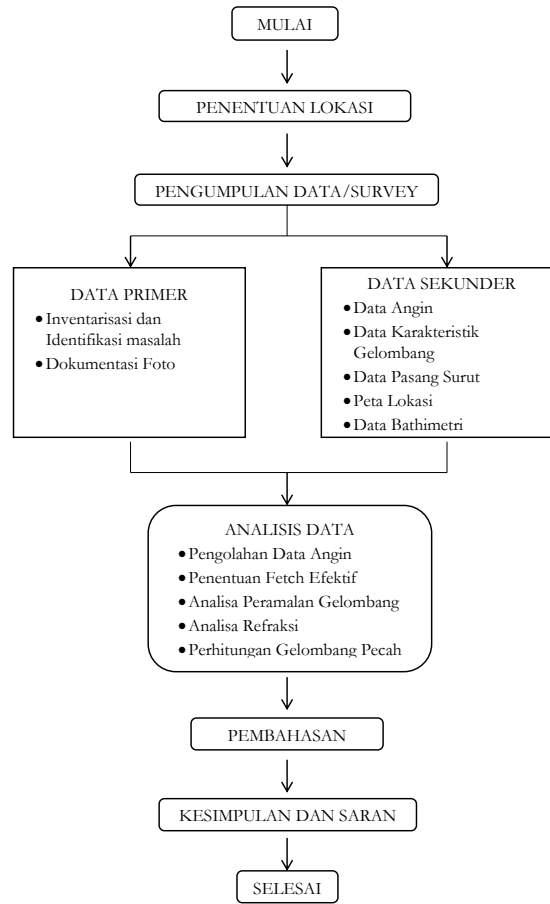 MULAI
PENENTUAN LOKASI
PENGUMPULAN DATA/SURVEY
DATA PRIMER
• Inventarisasi dan
Identifikasi masalah
• Dokumentasi Foto
DATA SEKUNDER
• Data Angin
• Data Karakteristik
Gelombang
• Data Pasang Surut
• Peta Lokasi
• Data Bathimetri
ANALISIS DATA
• Pengolahan Data Angin
• Penentuan Fetch Efektif
• Analisa Peramalan Gelombang
• Analisa Refraksi
• Perhitungan Gelombang Pecah
PEMBAHASAN
KESIMPULAN DAN SARAN
SELESAI